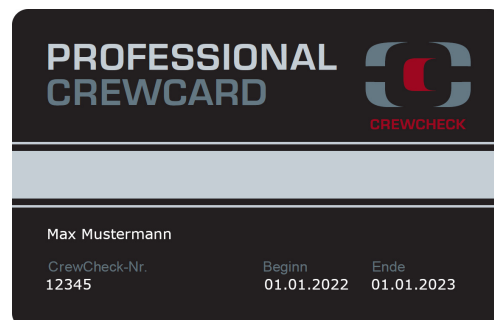 PROFESSIONAL
CREWCARD
CREWCHECK
Max Mustermann
CrewCheck-Nr. Beginn Ende
12345 01.01.2022 01.01.2023